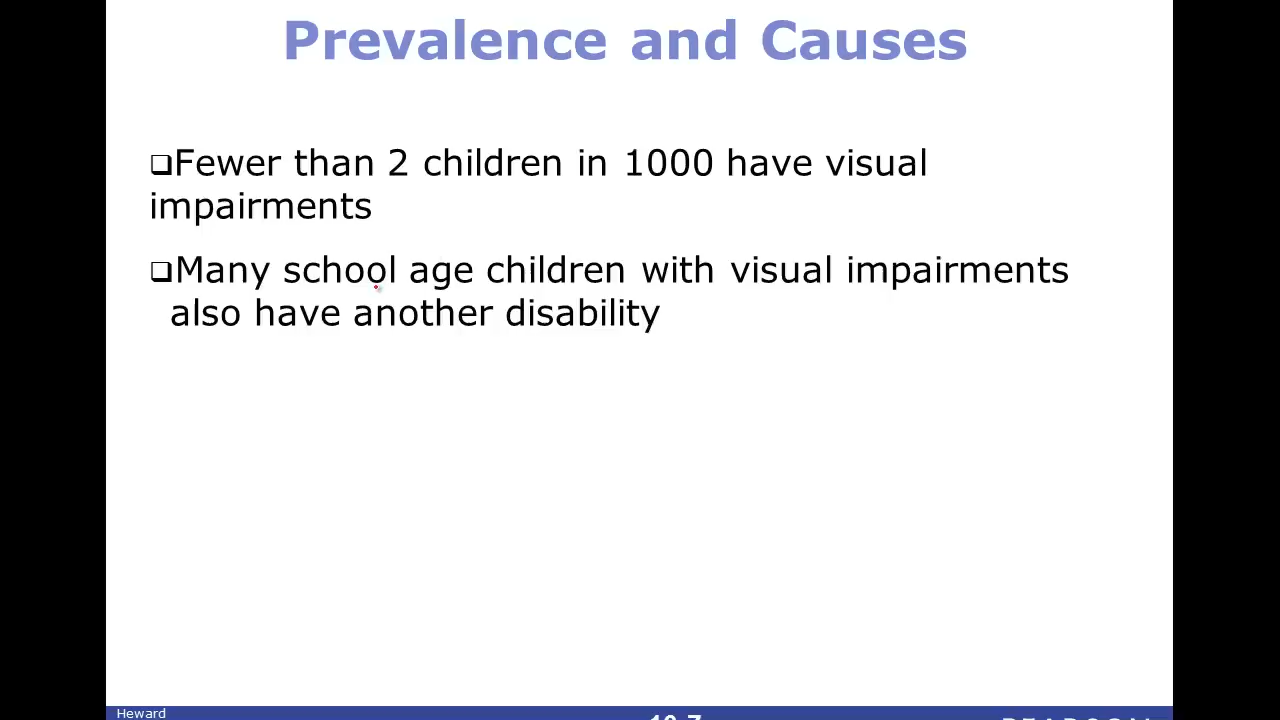 Prevalence and Causes
❑Fewer than 2 children in 1000 have visual
impairments
❑Many school age children with visual impairments
also have another disability
Heward